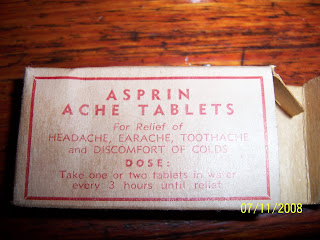 ASPRIN
ACHE TABLETS
For Relief of
HEADACHE, EARACHE, TOOTHACHE
and DISCOMFORT OF COLDS
DOSE:
Take one or two tablets in water
every 3 hours until relief
07/11/2008